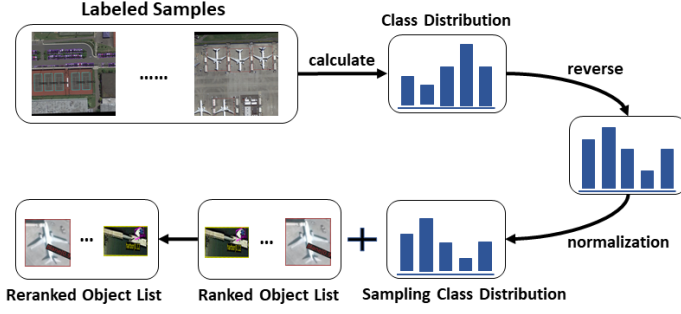 Labeled Samples
......
calculate
Class Distribution
reverse
normalization
Sampling Class Distribution
+
Ranked Object List
...
Reranked Object List
...